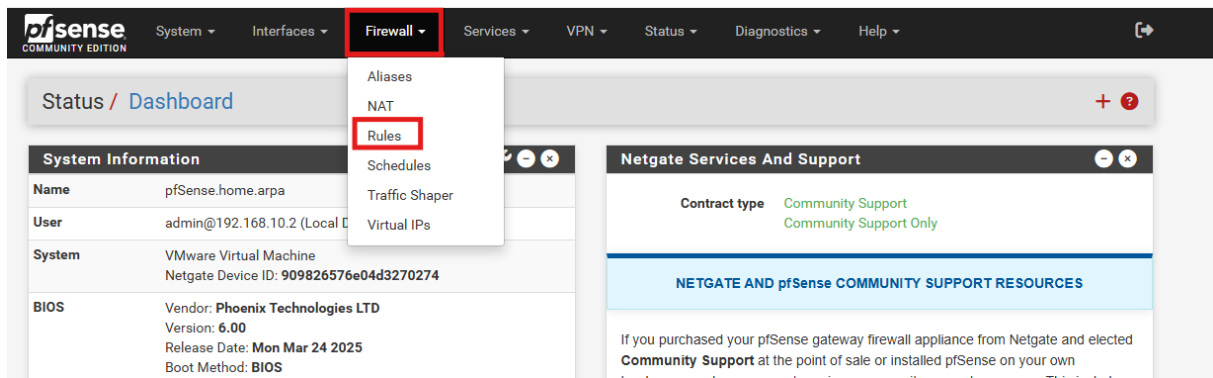 pfsense
COMMUNITY EDITION
System Interfaces Firewall Services VPN Status Diagnostics Help
Aliases
NAT
Rules
Schedules
Traffic Shaper
Virtual IPs
Status / Dashboard
System Information
Name pfSense.home.arpa
User admin@192.168.10.2 (Local D
System VMware Virtual Machine
Netgate Device ID: 909826576e04d3270274
BIOS Vendor: Phoenix Technologies LTD
Version: 6.00
Release Date: Mon Mar 24 2025
Boot Method: BIOS
Netgate Services And Support
Contract type Community Support
Community Support Only
NETGATE AND pfSense COMMUNITY SUPPORT RESOURCES
If you purchased your pfSense gateway firewall appliance from Netgate and elected
Community Support at the point of sale or installed pfSense on your own